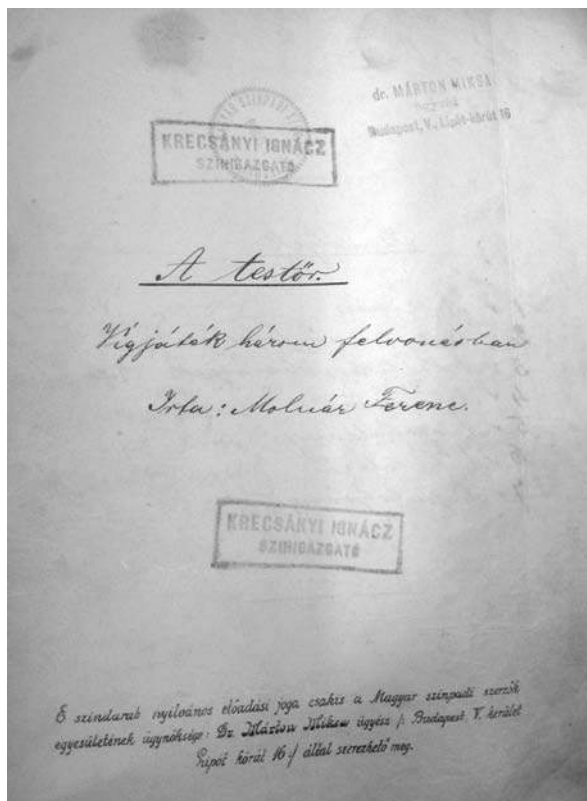 dr. MÁRTON MIKSA
Budapest, V., Lipót-körút 16
KRECSÁNYI IGNÁCZ
SZINIGAZGATÓ
A testőr.
Vigjáték három felvonásban
Irta: Molnár Ferenc.
KRECSÁNYI IGNÁCZ
SZINIGAZGATÓ
E szindarab nyilvános előadási joga csakis a Magyar szinpadi szerzők
egyesületének ügynöksége: Dr. Márton Miksa ügyész /: Budapest V. kerület
Lipót körút 16 :/ által szerezhető meg.